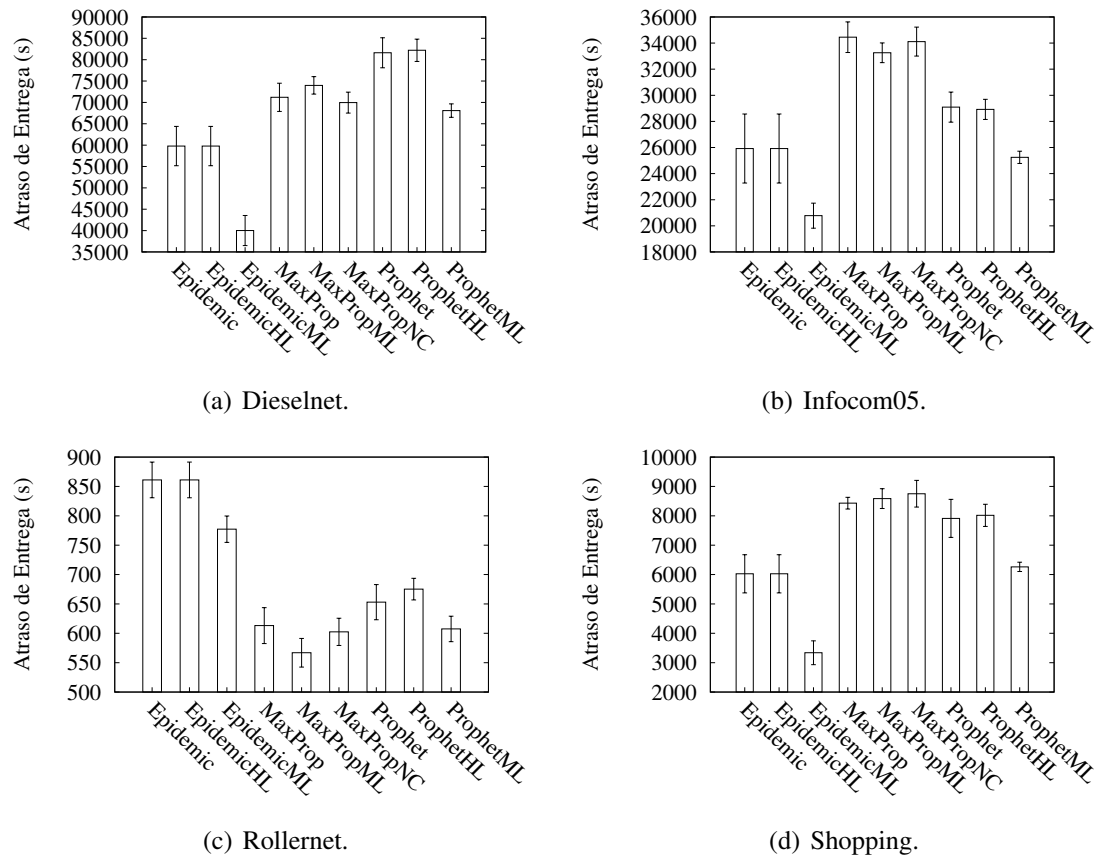 Atraso de Entrega (s)
90000
85000
80000
75000
70000
65000
60000
55000
50000
45000
40000
35000
Epidemic
EpidemicHL
EpidemicML
MaxProp
MaxPropML
MaxPropNC
Prophet
ProphetHL
ProphetML
(a) Dieselnet.
Atraso de Entrega (s)
36000
34000
32000
30000
28000
26000
24000
22000
20000
18000
Epidemic
EpidemicHL
EpidemicML
MaxProp
MaxPropML
MaxPropNC
Prophet
ProphetHL
ProphetML
(b) Infocom05.
Atraso de Entrega (s)
900
850
800
750
700
650
600
550
500
Epidemic
EpidemicHL
EpidemicML
MaxProp
MaxPropML
MaxPropNC
Prophet
ProphetHL
ProphetML
(c) Rollernet.
Atraso de Entrega (s)
10000
9000
8000
7000
6000
5000
4000
3000
2000
Epidemic
EpidemicHL
EpidemicML
MaxProp
MaxPropML
MaxPropNC
Prophet
ProphetHL
ProphetML
(d) Shopping.